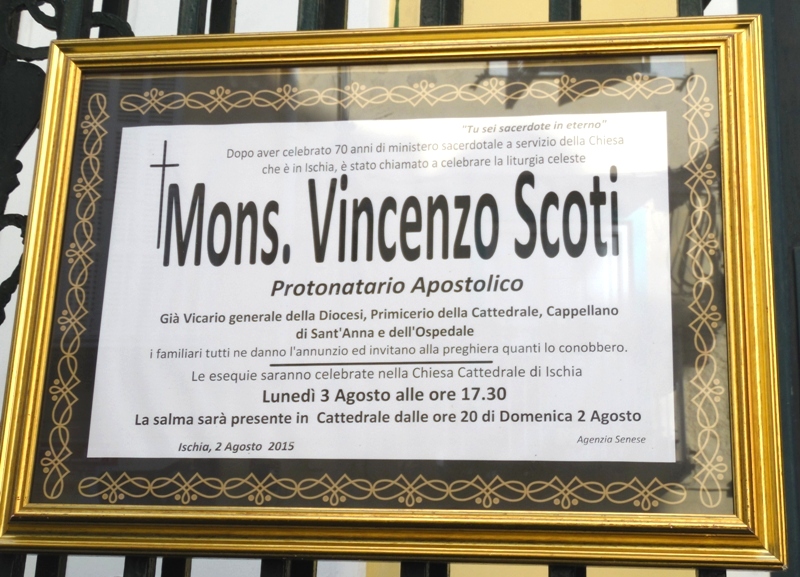 "Tu sei sacerdote in eterno"
Dopo aver celebrato 70 anni di ministero sacerdotale a servizio della Chiesa
che è in Ischia, è stato chiamato a celebrare la liturgia celeste
Mons. Vincenzo Scoti
Protonatario Apostolico
Già Vicario generale della Diocesi, Primicerio della Cattedrale, Cappellano
di Sant'Anna e dell'Ospedale
i familiari tutti ne danno l'annunzio ed invitano alla preghiera quanti lo conobbero.
Le esequie saranno celebrate nella Chiesa Cattedrale di Ischia
Lunedì 3 Agosto alle ore 17.30
La salma sarà presente in Cattedrale dalle ore 20 di Domenica 2 Agosto
Ischia, 2 Agosto 2015
Agenzia Senese